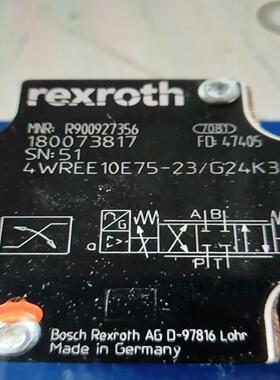 rexroth
MNR: R900927356 7081
180073817 FD: 47405
SN: 51
4WREE10E75-23/G24K3
G
A B
a
P T
Bosch Rexroth AG D-97816 Lohr
Made in Germany